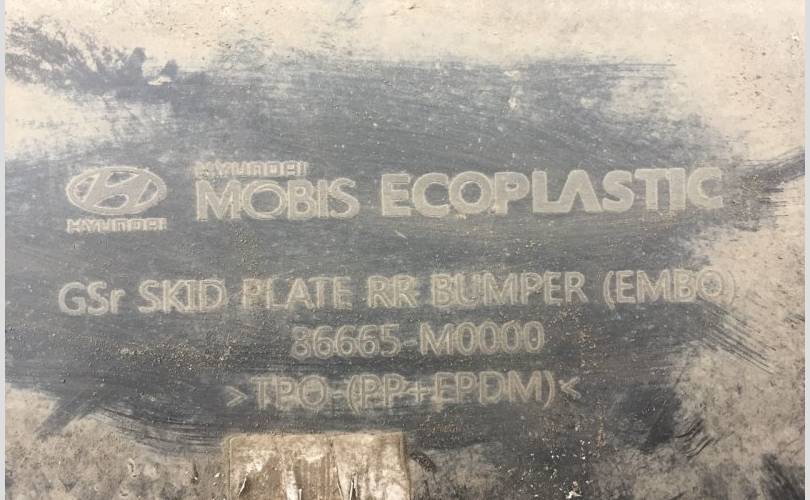 HYUNDAI
HYUNDAI
MOBIS ECOPLASTIC
GSr SKID PLATE RR BUMPER (EMBO)
86665-M0000
>TPO-(PP+EPDM)<